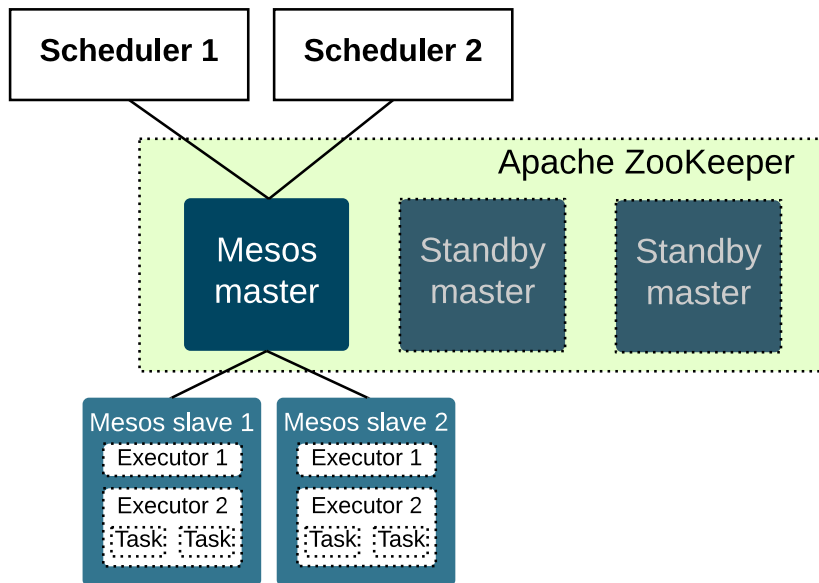 Scheduler 1
Scheduler 2
Apache ZooKeeper
Mesos
master
Standby
master
Standby
master
Mesos slave 1
Executor 1
Executor 2
Task Task
Mesos slave 2
Executor 1
Executor 2
Task Task